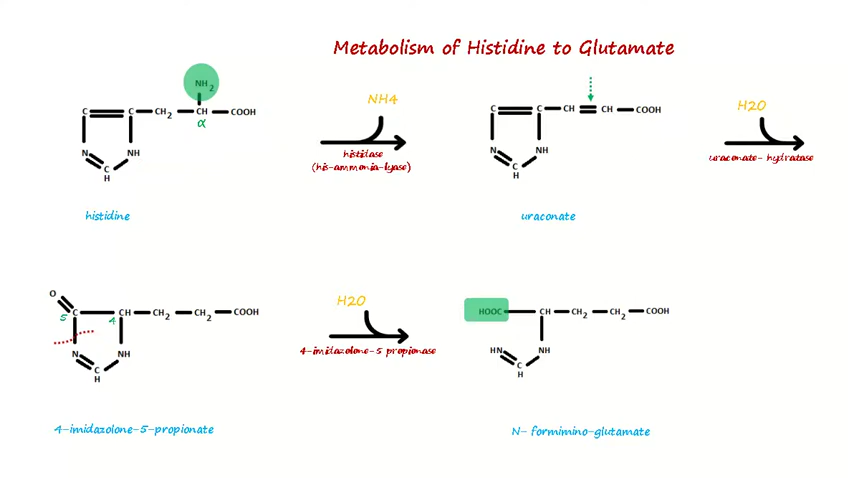 Metabolism of Histidine to Glutamate
NH2
C C CH2 CH COOH
α
N NH
C
H
histidine
NH4
histidase
(his-ammonia-lyase)
C C CH CH COOH
N NH
C
H
uraconate
H2O
uraconate- hydratase
O
C CH CH2 CH2 COOH
5 4
N NH
C
H
4-imidazolone-5-propionate
H2O
4-imidazolone-5 propionase
HOOC CH CH2 CH2 COOH
HN NH
C
H
N- formimino-glutamate